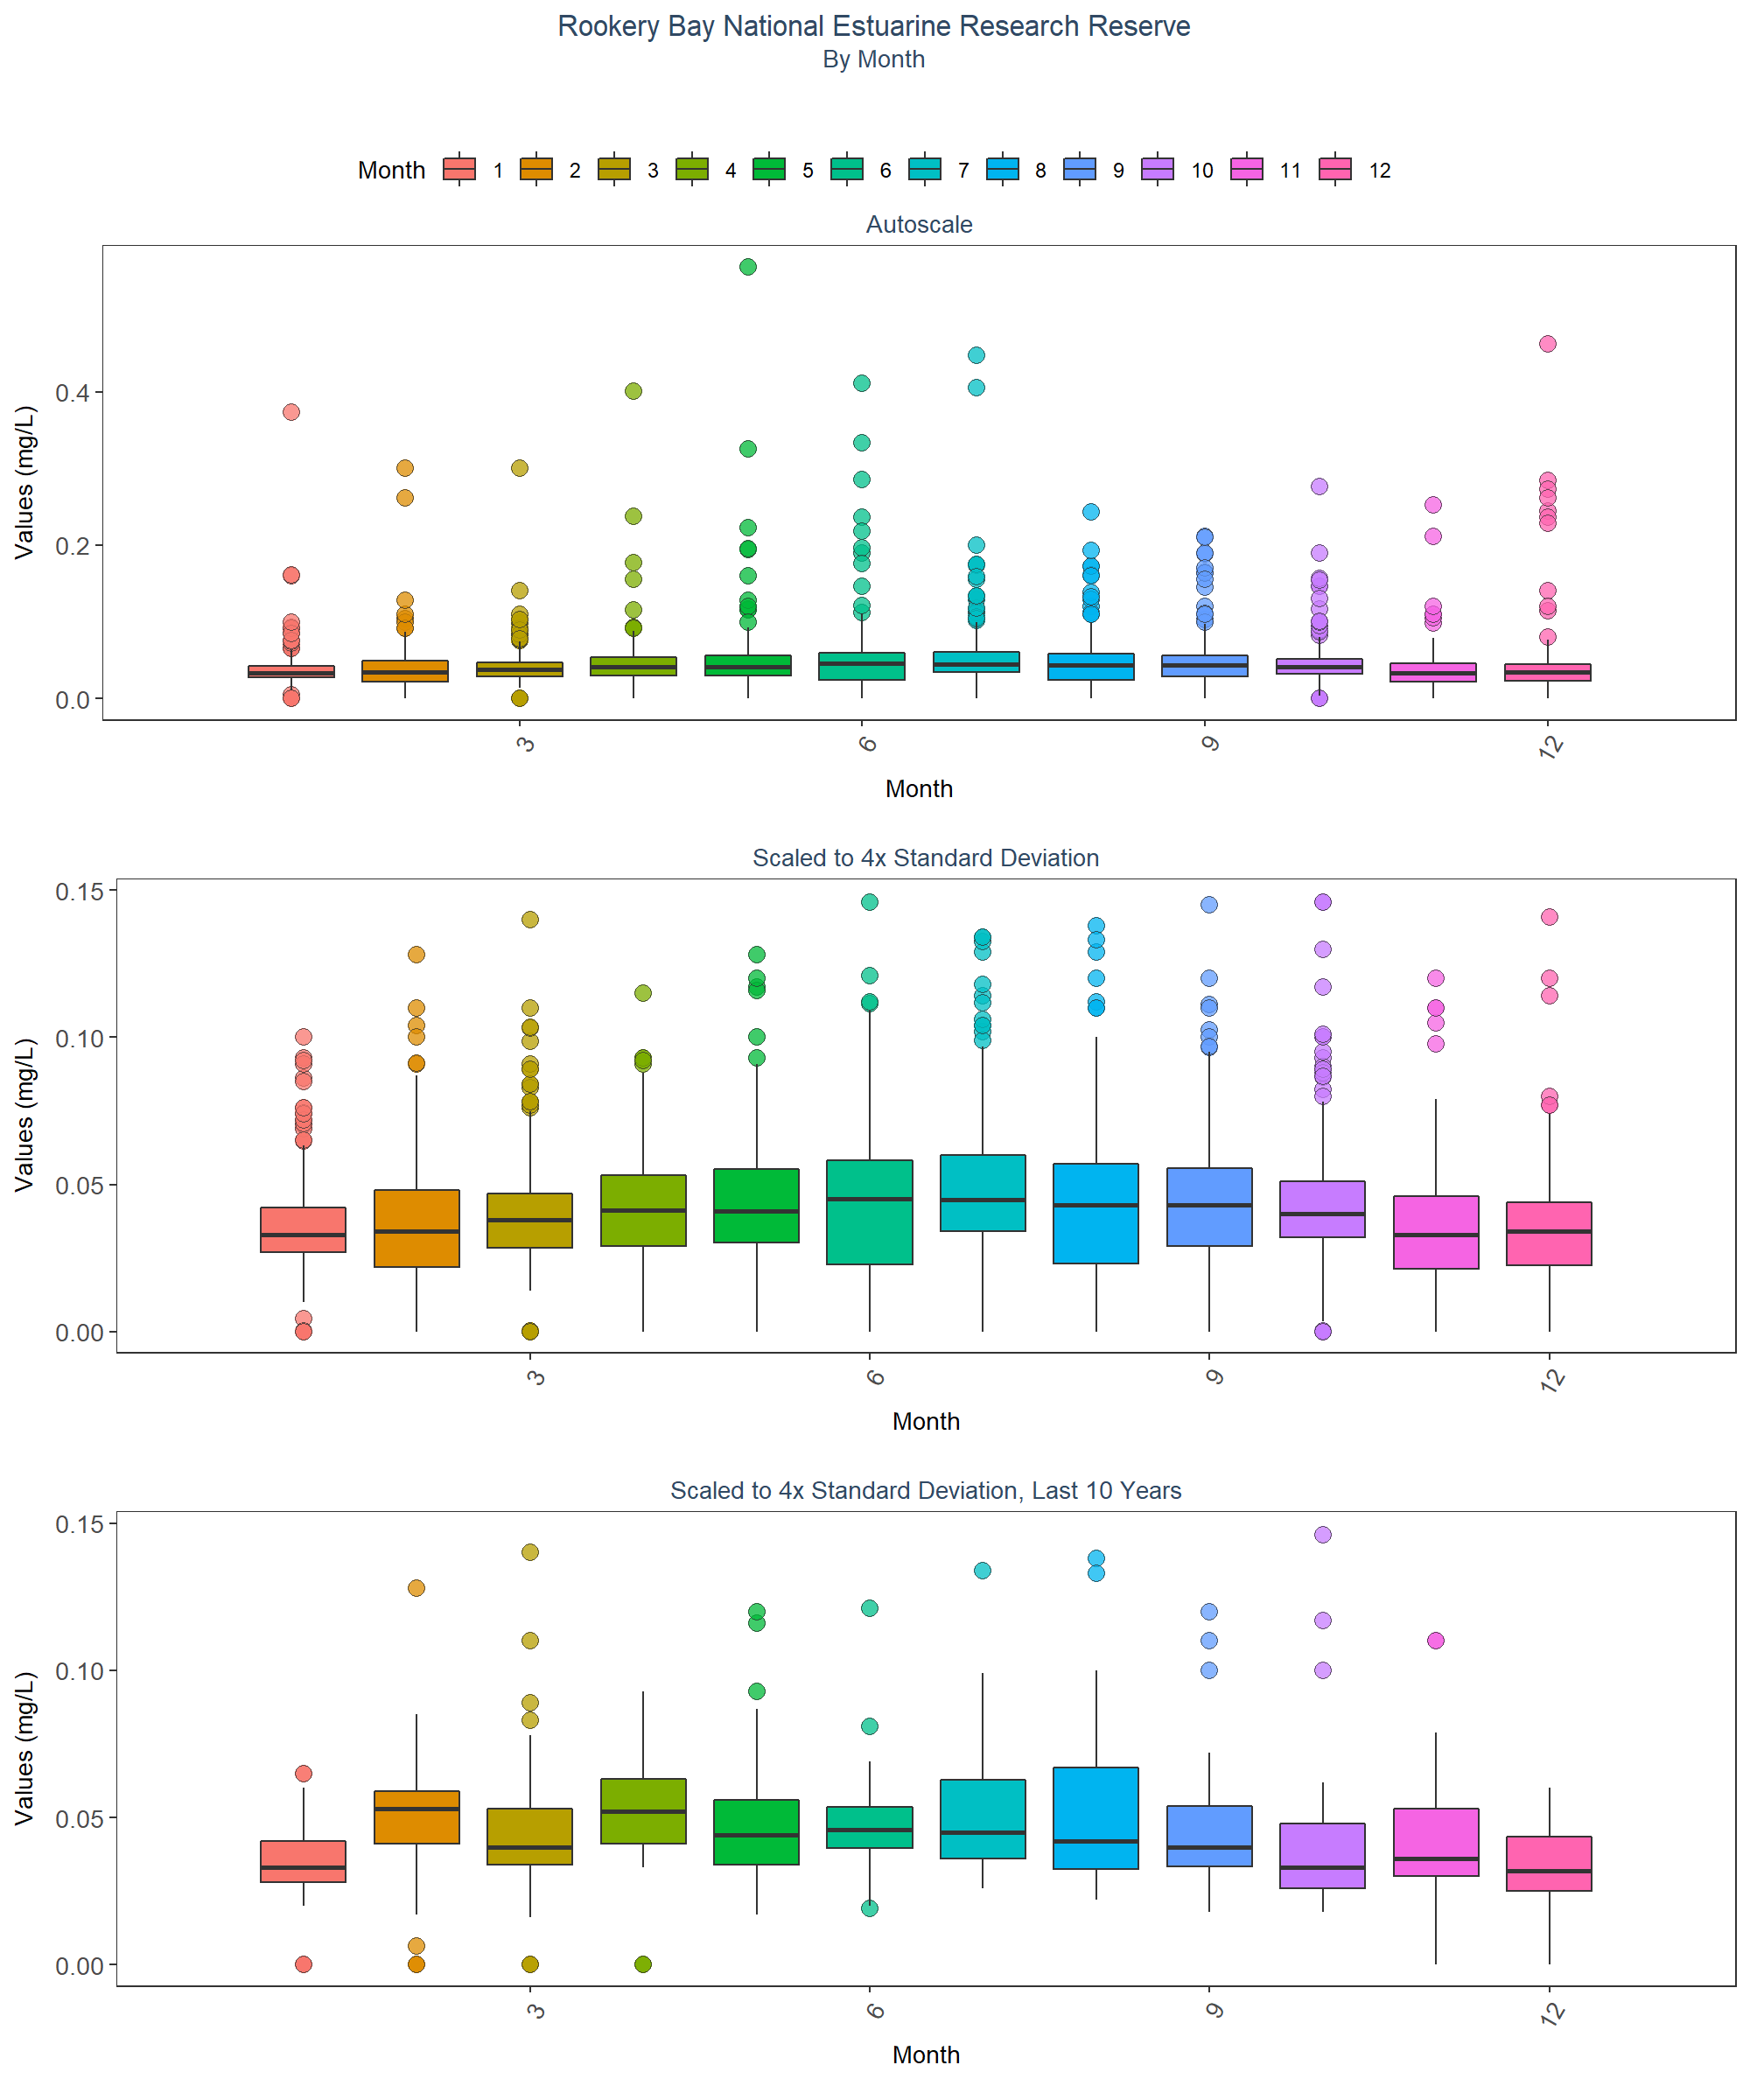 Rookery Bay National Estuarine Research Reserve
By Month
Month 1 2 3 4 5 6 7 8 9 10 11 12
Autoscale
Values (mg/L)
0.4
0.2
0.0
3 6 9 12
Month
Scaled to 4x Standard Deviation
Values (mg/L)
0.15
0.10
0.05
0.00
3 6 9 12
Month
Scaled to 4x Standard Deviation, Last 10 Years
Values (mg/L)
0.15
0.10
0.05
0.00
3 6 9 12
Month